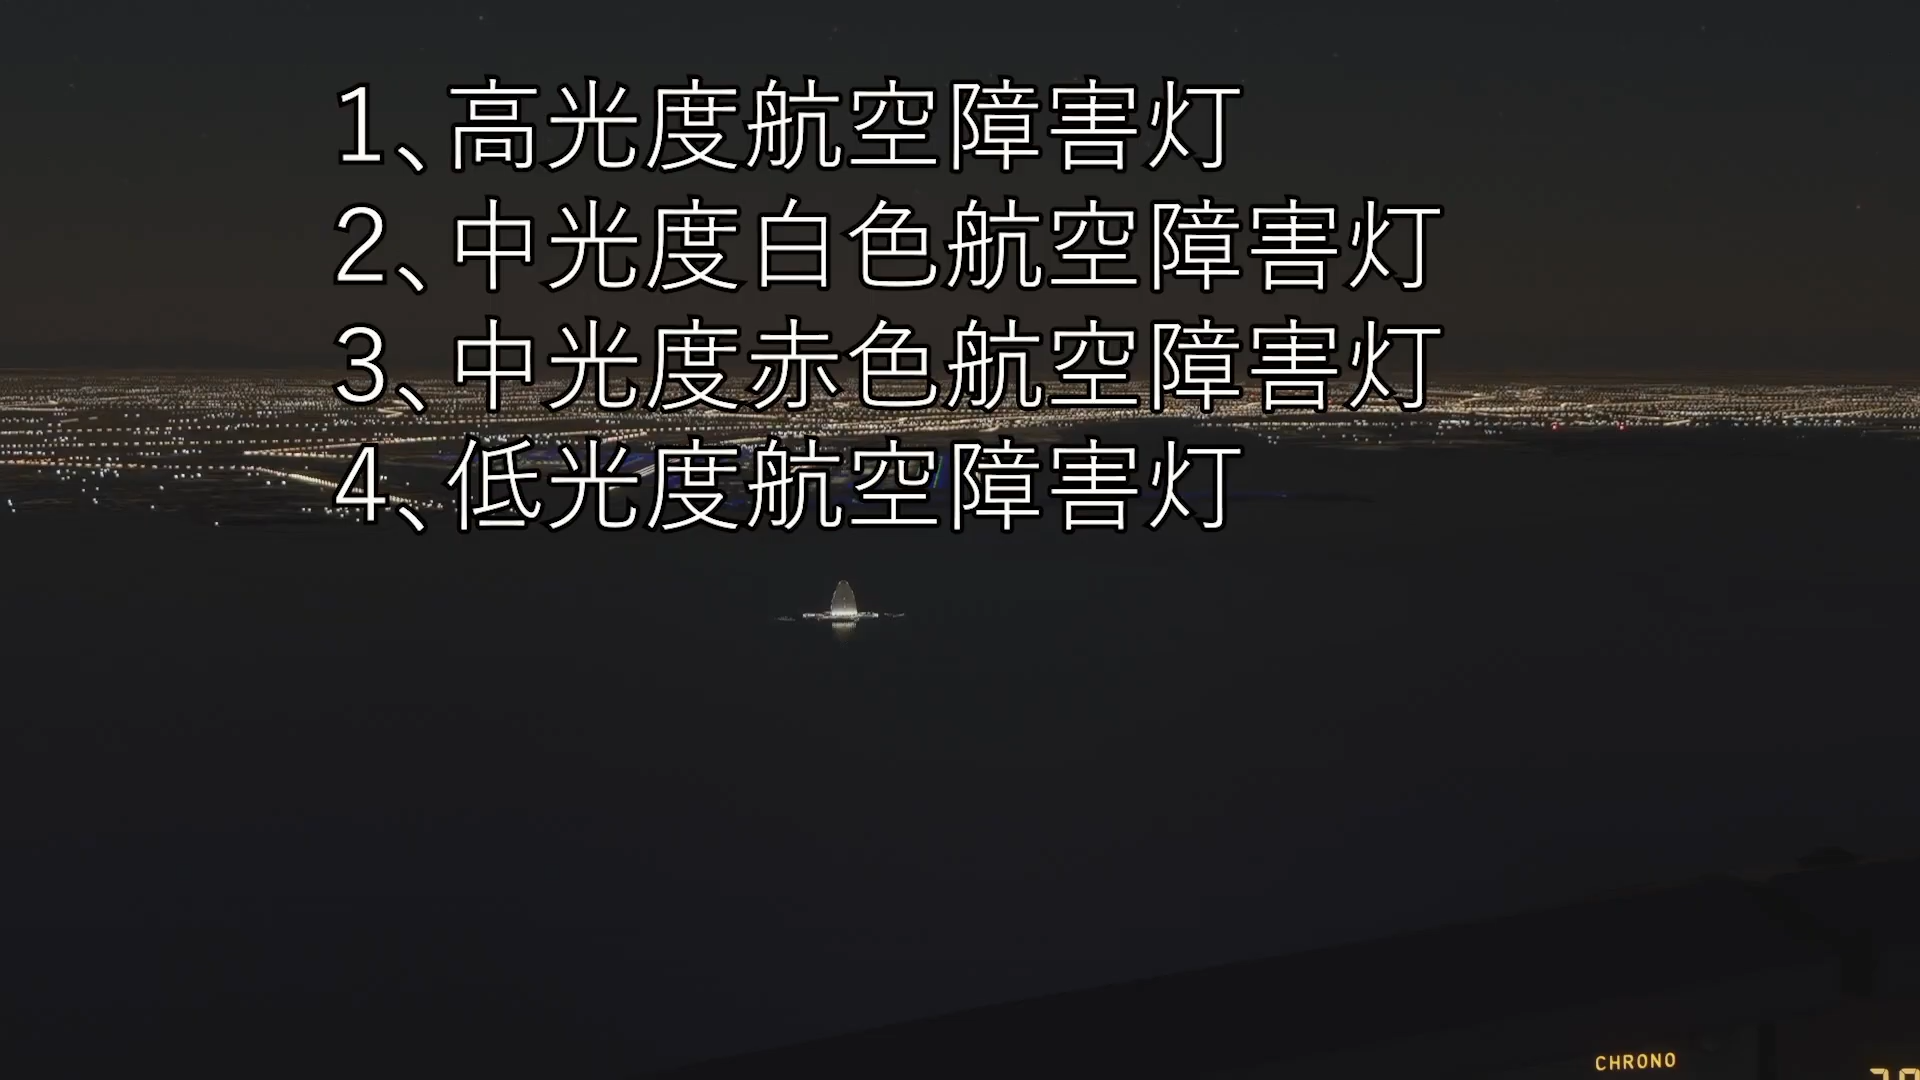 1、高光度航空障害灯
2、中光度白色航空障害灯
3、中光度赤色航空障害灯
4、低光度航空障害灯
CHRONO